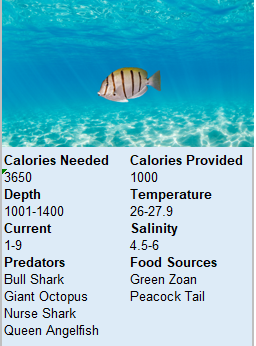 Calories Needed Calories Provided
3650 1000
Depth Temperature
1001-1400 26-27.9
Current Salinity
1-9 4.5-6
Predators Food Sources
Bull Shark Green Zoan
Giant Octopus Peacock Tail
Nurse Shark
Queen Angelfish